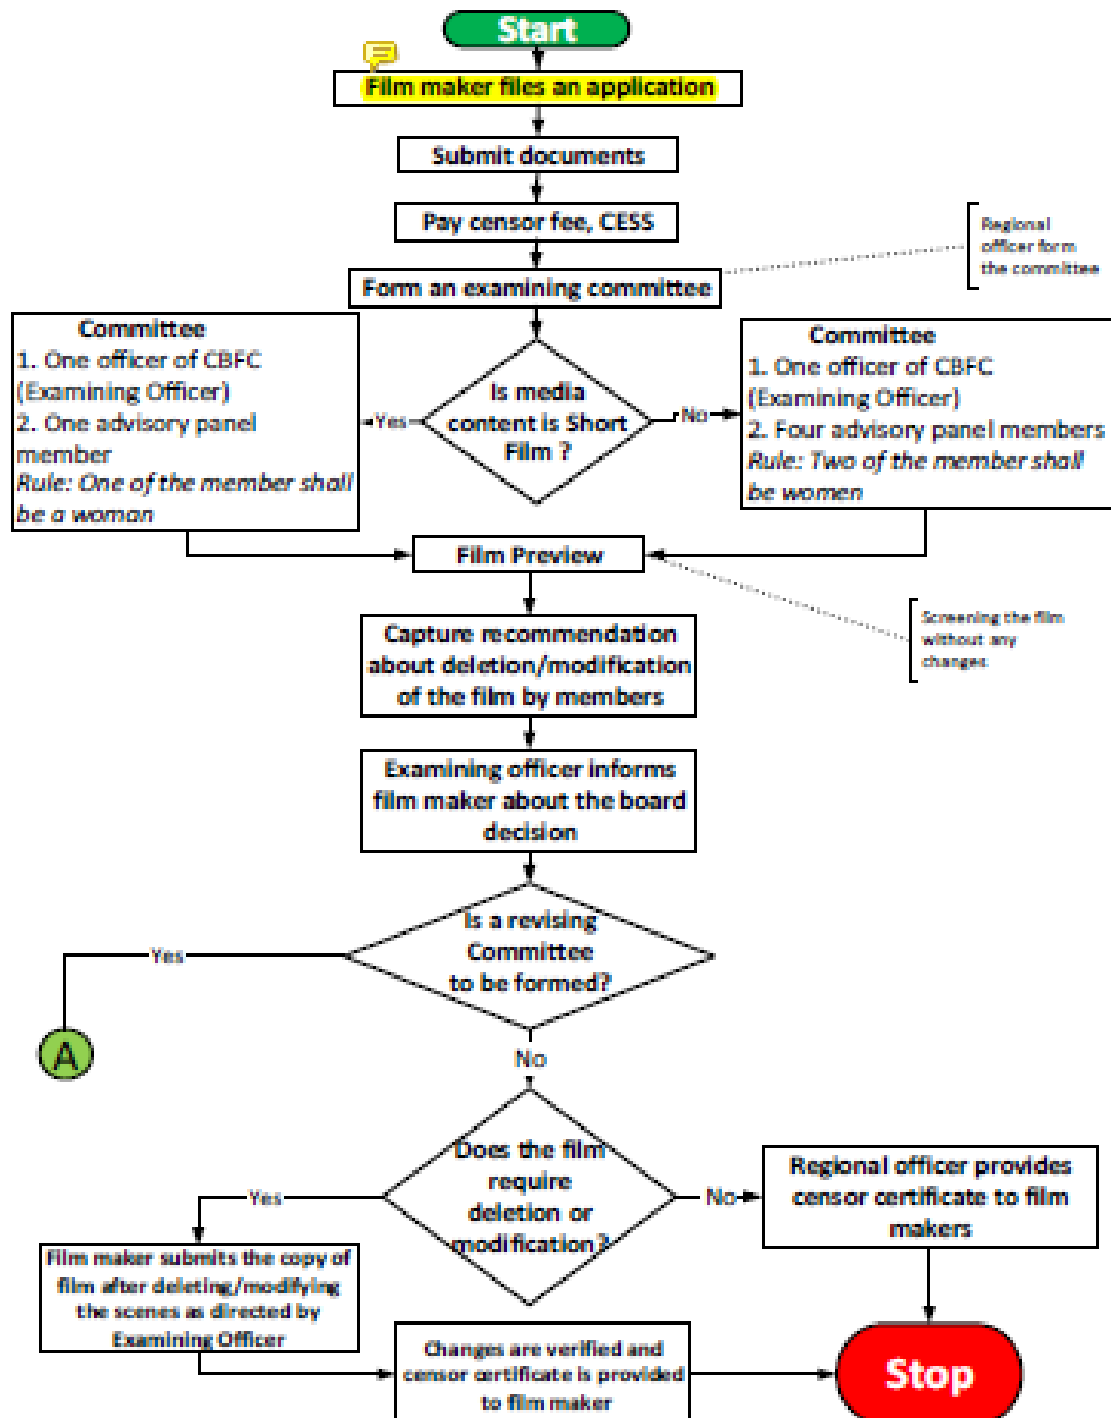 Start
Film maker files an application
Submit documents
Pay censor fee, CESS
Regional
officer form
the committee
Form an examining committee
Committee
1. One officer of CBFC
(Examining Officer)
2. One advisory panel
member
Rule: One of the member shall
be a woman
Yes
Is media
content is Short
Film ?
No
Committee
1. One officer of CBFC
(Examining Officer)
2. Four advisory panel members
Rule: Two of the member shall
be women
Film Preview
Screening the film
without any
changes
Capture recommendation
about deletion/modification
of the film by members
Examining officer informs
film maker about the board
decision
Is a revising
Committee
to be formed?
Yes
A
No
Does the film
require
deletion or
modification?
Yes
No
Regional officer provides
censor certificate to film
makers
Film maker submits the copy of
film after deleting/modifying
the scenes as directed by
Examining Officer
Changes are verified and
censor certificate is provided
to film maker
Stop